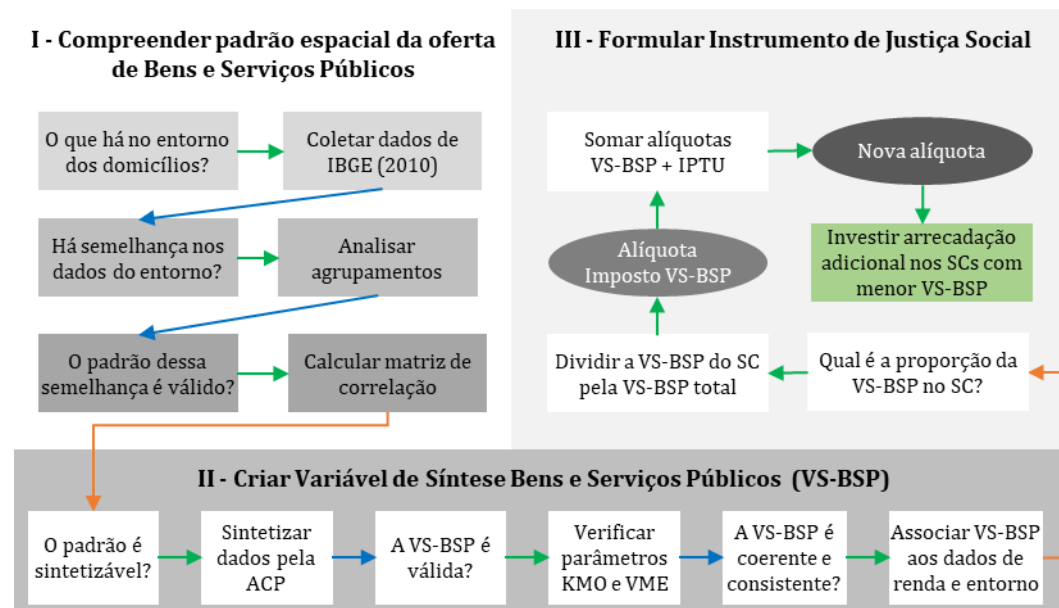 I - Compreender padrão espacial da oferta
de Bens e Serviços Públicos
O que há no entorno
dos domicílios?
Coletar dados de
IBGE (2010)
Há semelhança nos
dados do entorno?
Analisar
agrupamentos
O padrão dessa
semelhança é válido?
Calcular matriz de
correlação
II - Criar Variável de Síntese Bens e Serviços Públicos (VS-BSP)
O padrão é
sintetizável?
Sintetizar
dados pela
ACP
A VS-BSP é
válida?
Verificar
parâmetros
KMO e VME
A VS-BSP é
coerente e
consistente?
Associar VS-BSP
aos dados de
renda e entorno
III - Formular Instrumento de Justiça Social
Qual é a proporção da
VS-BSP no SC?
Dividir a VS-BSP do SC
pela VS-BSP total
Alíquota
Imposto VS-BSP
Somar alíquotas
VS-BSP + IPTU
Nova alíquota
Investir arrecadação
adicional nos SCs com
menor VS-BSP